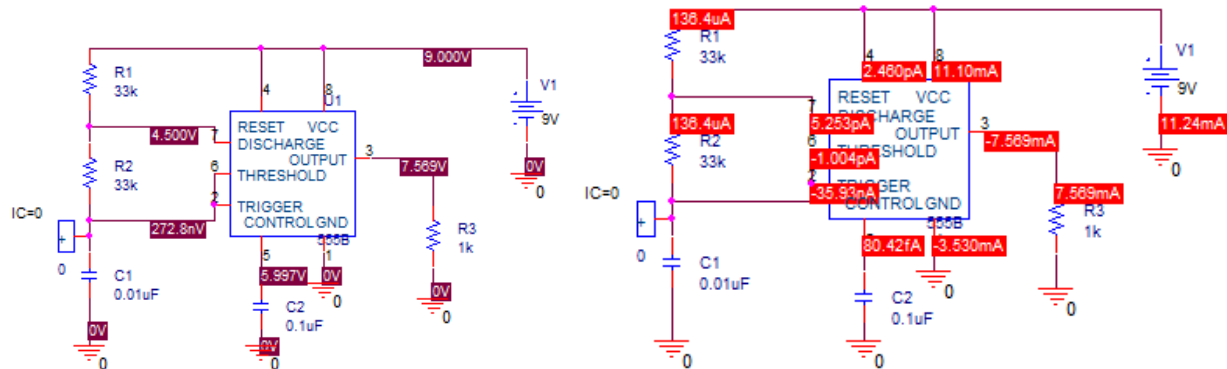 9.000V
R1
33k
4
8
U1
V1
9V
0V
0
4.500V
7
RESET VCC
DISCHARGE
OUTPUT
3
7.569V
R2
33k
6
THRESHOLD
2
TRIGGER
CONTROL GND
555B
IC=0
+
0
272.8nV
R3
1k
0
5
1
5.997V
0V
0
C1
0.01uF
C2
0.1uF
0V
0
0V
0
136.4uA
R1
33k
4
8
2.460pA
11.10mA
V1
9V
11.24mA
0
RESET VCC
7
DISCHARGE
5.253pA
OUTPUT
3
-7.569mA
136.4uA
R2
33k
6
THRESHOLD
-1.004pA
2
TRIGGER
-35.93nA
CONTROL GND
555B
IC=0
+
0
7.569mA
R3
1k
0
80.42fA
-3.530mA
0
C1
0.01uF
C2
0.1uF
0
0